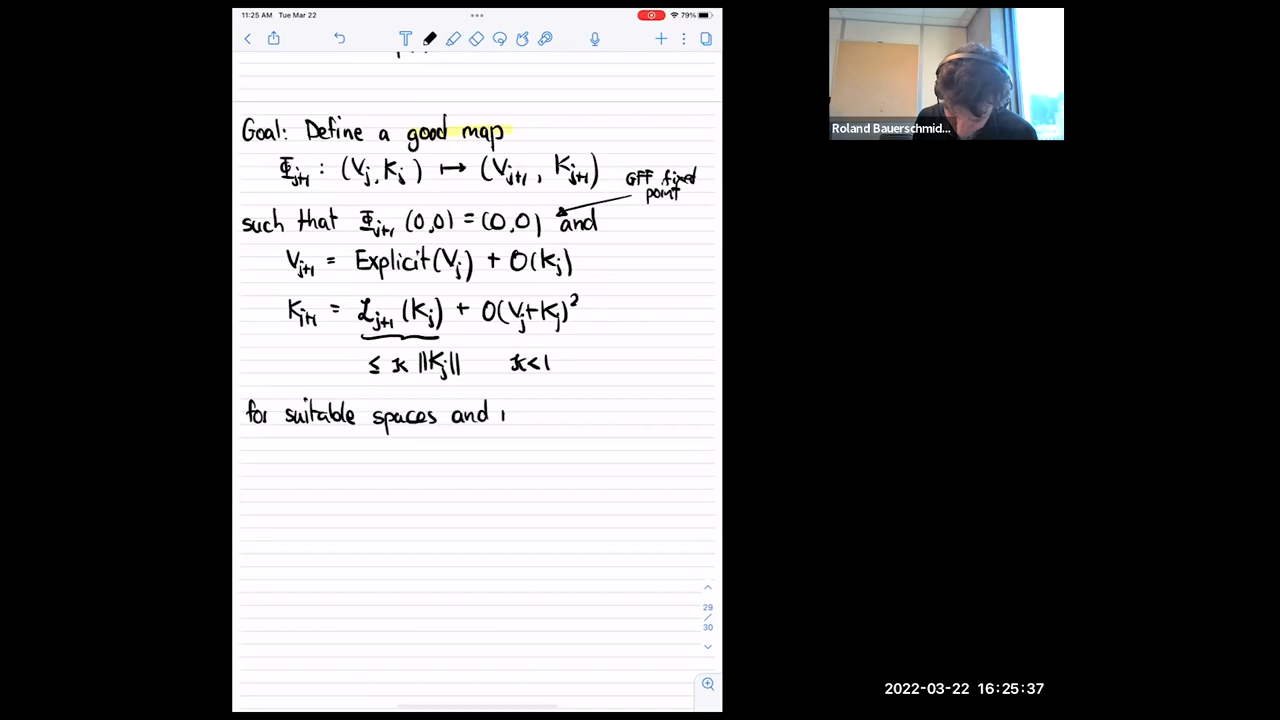 11:25 AM Tue Mar 22
79%
Goal: Define a good map
Φ_{j+1} : (V_j, K_j) ↦ (V_{j+1}, K_{j+1})
GFF fixed
point
such that Φ_{j+1} (0,0) = (0,0) and
V_{j+1} = Explicit(V_j) + O(K_j)
K_{j+1} = ℒ_{j+1} (K_j) + O(V_j+K_j)²
≤ κ ||K_j|| κ < 1
for suitable spaces and
29
/
30
Roland Bauerschmid...
2022-03-22 16:25:37